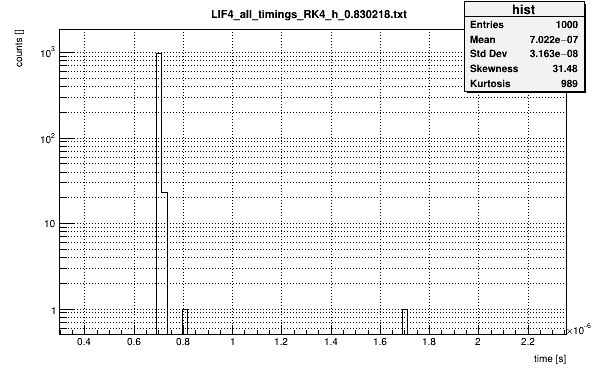 LIF4_all_timings_RK4_h_0.830218.txt
hist
Entries 1000
Mean 7.022e−07
Std Dev 3.163e−08
Skewness 31.48
Kurtosis 989
counts []
10³
10²
10
1
0.4 0.6 0.8 1 1.2 1.4 1.6 1.8 2 2.2
×10⁻⁶
time [s]